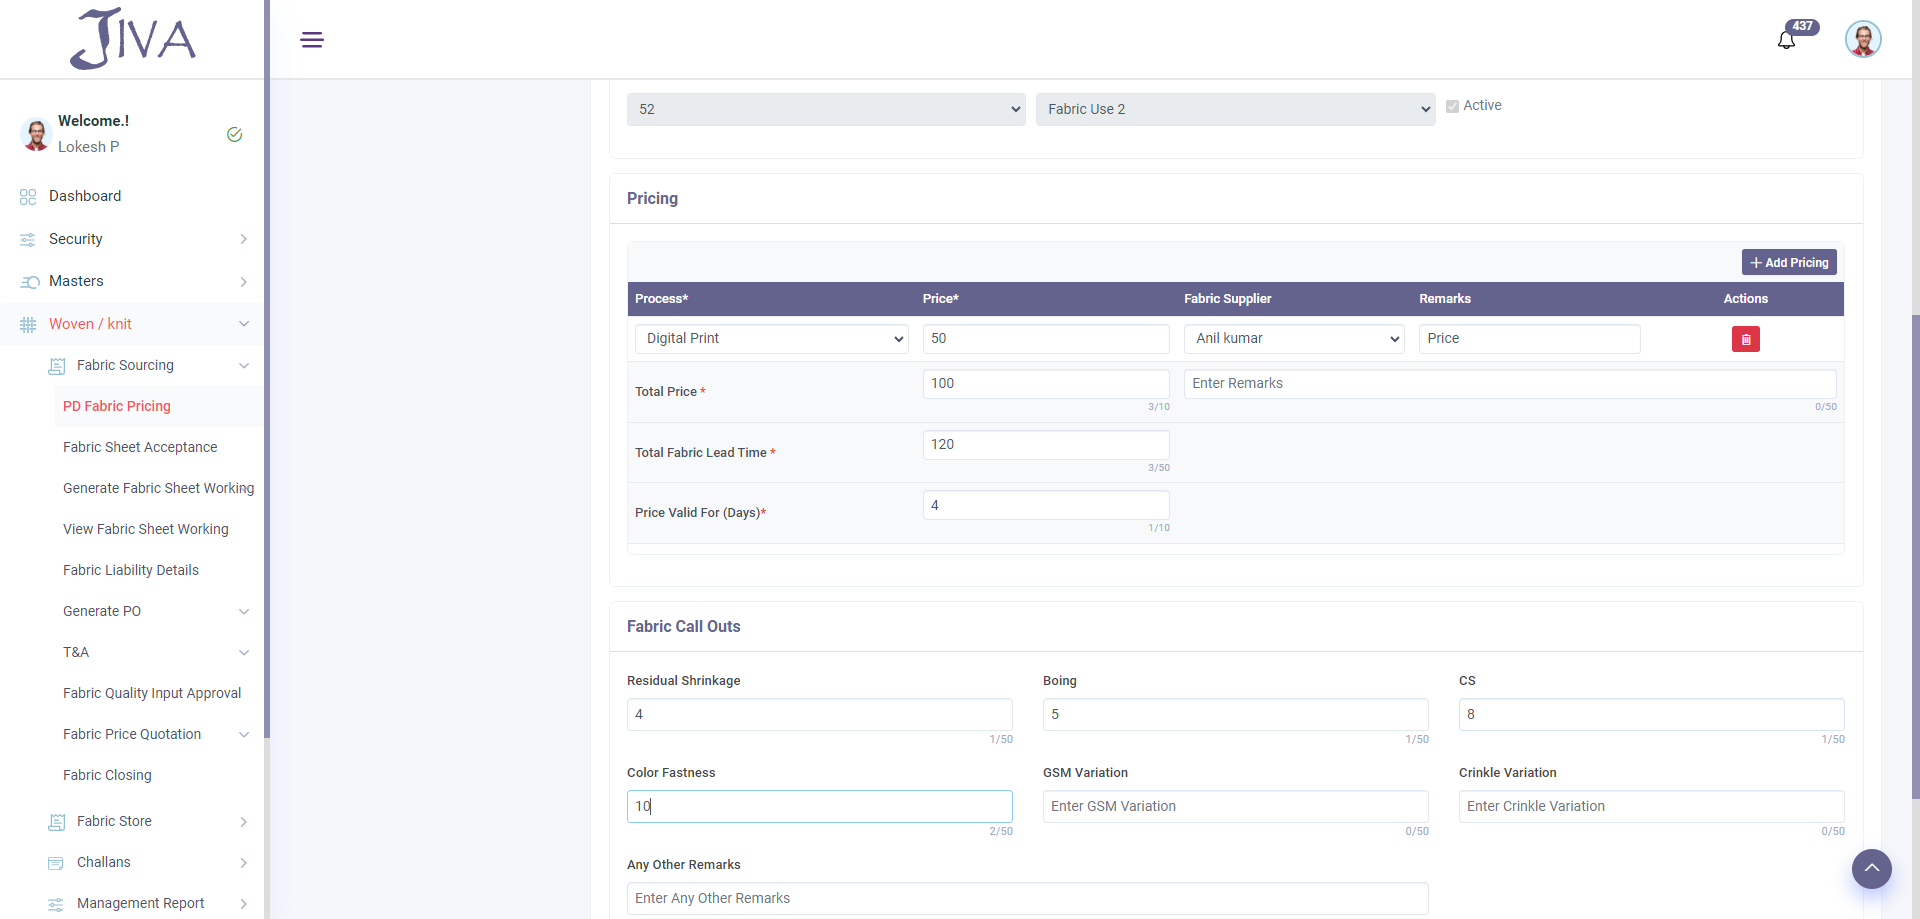 JIVA
437
Welcome.!
Lokesh P
Dashboard
Security
Masters
Woven / knit
Fabric Sourcing
PD Fabric Pricing
Fabric Sheet Acceptance
Generate Fabric Sheet Working
View Fabric Sheet Working
Fabric Liability Details
Generate PO
T&A
Fabric Quality Input Approval
Fabric Price Quotation
Fabric Closing
Fabric Store
Challans
Management Report
52
Fabric Use 2
Active
Pricing
Add Pricing
Process* Price* Fabric Supplier Remarks Actions
Digital Print 50 Anil kumar Price
Total Price * 100 Enter Remarks
3/10 0/50
Total Fabric Lead Time * 120
3/50
Price Valid For (Days)* 4
1/10
Fabric Call Outs
Residual Shrinkage Boing CS
4 5 8
1/50 1/50 1/50
Color Fastness GSM Variation Crinkle Variation
10 Enter GSM Variation Enter Crinkle Variation
2/50 0/50 0/50
Any Other Remarks
Enter Any Other Remarks